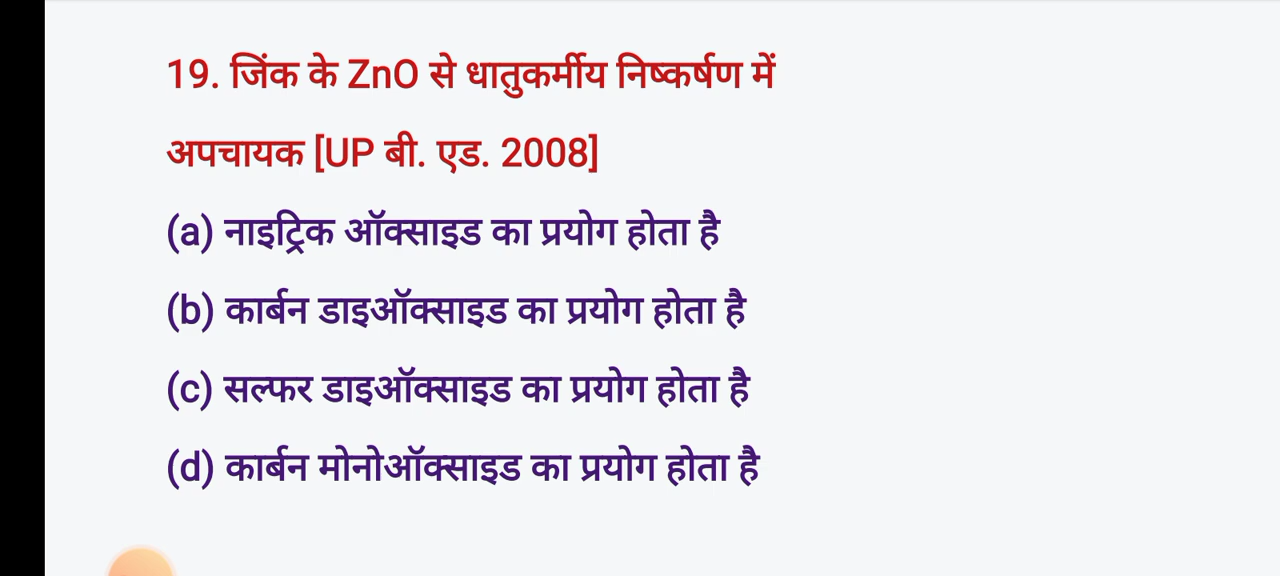 19. जिंक के ZnO से धातुकर्मीय निष्कर्षण में
अपचायक [UP बी. एड. 2008]
(a) नाइट्रिक ऑक्साइड का प्रयोग होता है
(b) कार्बन डाइऑक्साइड का प्रयोग होता है
(c) सल्फर डाइऑक्साइड का प्रयोग होता है
(d) कार्बन मोनोऑक्साइड का प्रयोग होता है